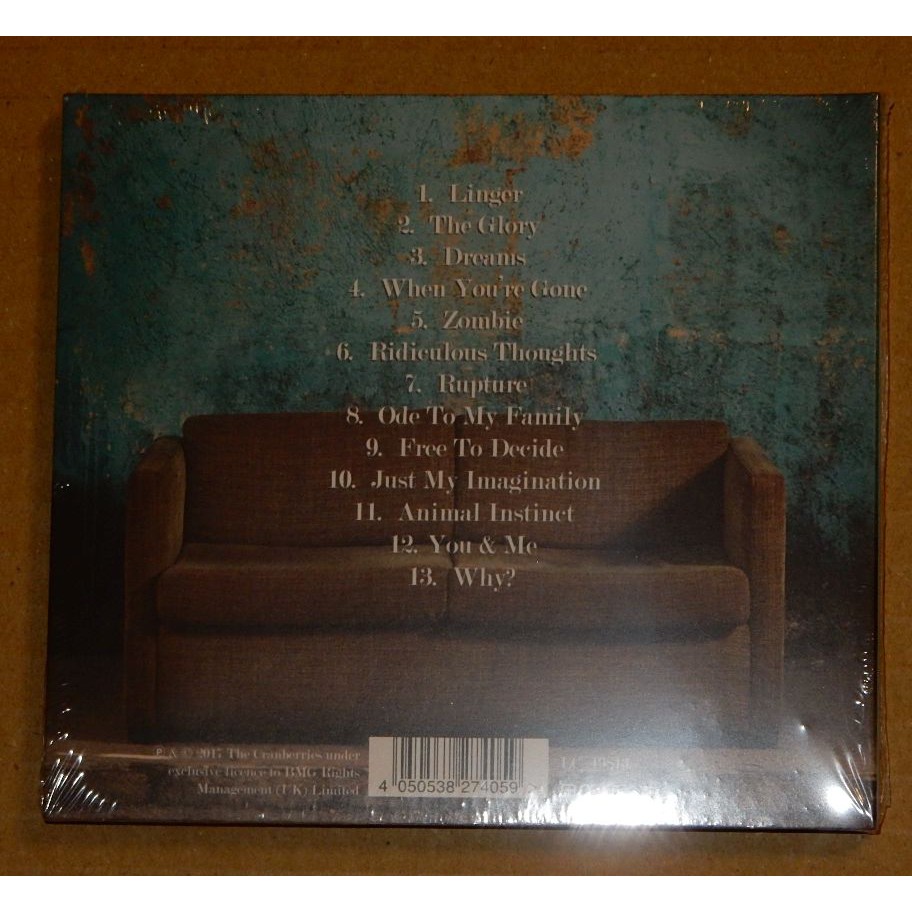 1. Linger
2. The Glory
3. Dreams
4. When You're Gone
5. Zombie
6. Ridiculous Thoughts
7. Rupture
8. Ode To My Family
9. Free To Decide
10. Just My Imagination
11. Animal Instinct
12. You & Me
13. Why?
℗ & © 2017 The Cranberries under
exclusive licence to BMG Rights
Management (UK) Limited
4 050538 274059